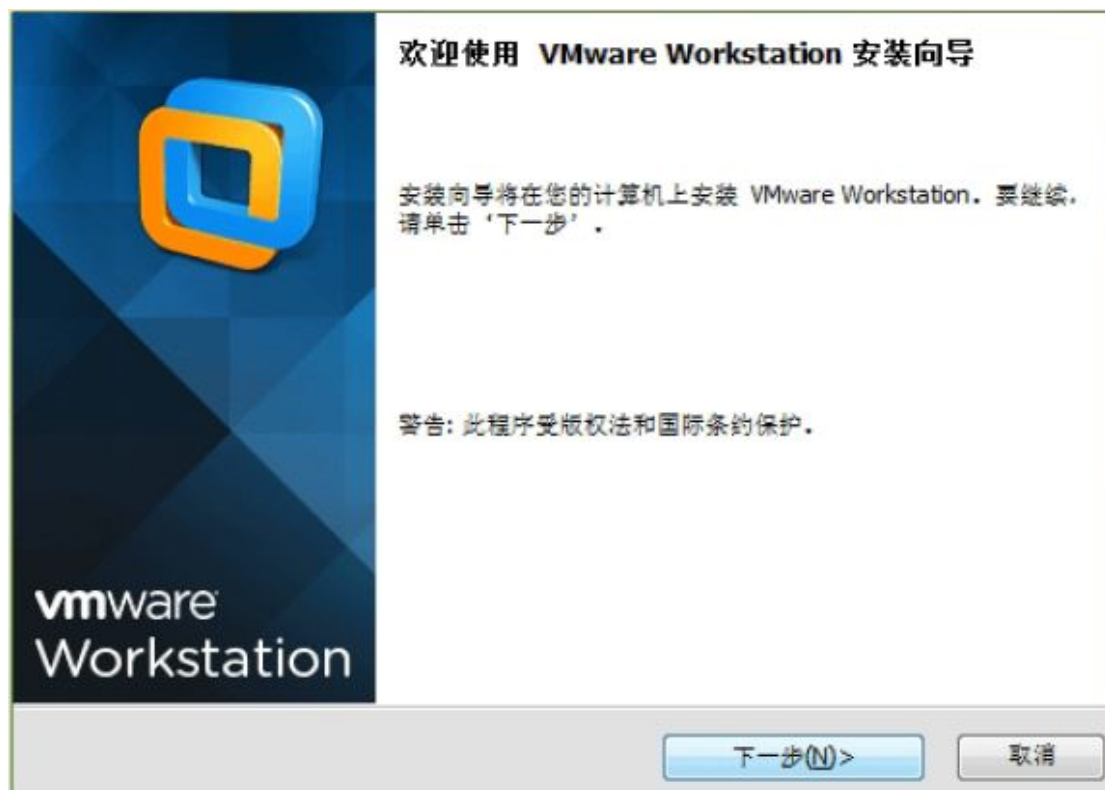 欢迎使用 VMware Workstation 安装向导
安装向导将在您的计算机上安装 VMware Workstation。要继续,
请单击‘下一步’。
警告: 此程序受版权法和国际条约保护。
vmware
Workstation
下一步(N)>
取消